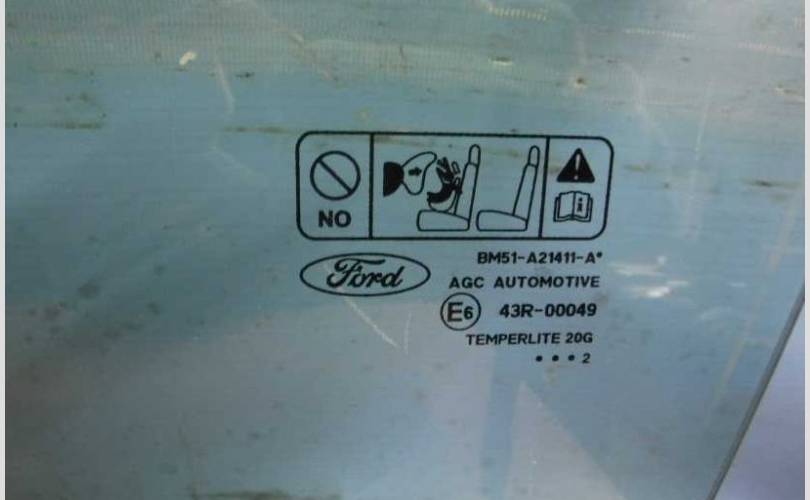 NO
BM51-A21411-A*
Ford
AGC AUTOMOTIVE
E6 43R-00049
TEMPERLITE 20G
• • • 2